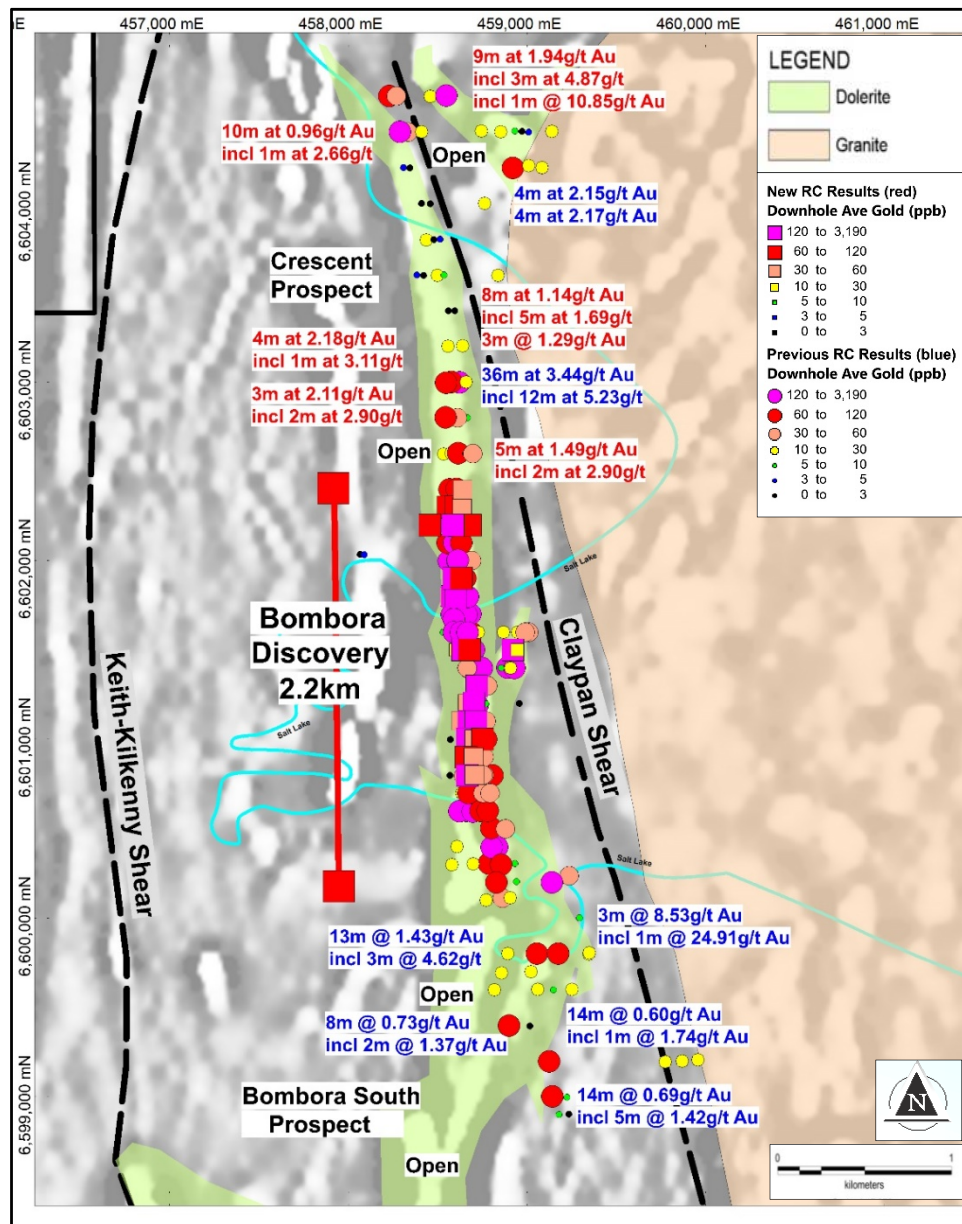 mE
457,000 mE
458,000 mE
459,000 mE
460,000 mE
461,000 mE
LEGEND
Dolerite
Granite
New RC Results (red)
Downhole Ave Gold (ppb)
120 to 3,190
60 to 120
30 to 60
10 to 30
5 to 10
3 to 5
0 to 3
Previous RC Results (blue)
Downhole Ave Gold (ppb)
120 to 3,190
60 to 120
30 to 60
10 to 30
5 to 10
3 to 5
0 to 3
9m at 1.94g/t Au
incl 3m at 4.87g/t
incl 1m @ 10.85g/t Au
10m at 0.96g/t Au
incl 1m at 2.66g/t
Open
4m at 2.15g/t Au
4m at 2.17g/t Au
6,604,000 mN
Crescent
Prospect
8m at 1.14g/t Au
incl 5m at 1.69g/t
3m @ 1.29g/t Au
4m at 2.18g/t Au
incl 1m at 3.11g/t
36m at 3.44g/t Au
incl 12m at 5.23g/t
6,603,000 mN
3m at 2.11g/t Au
incl 2m at 2.90g/t
Open
5m at 1.49g/t Au
incl 2m at 2.90g/t
6,602,000 mN
Salt Lake
Bombora
Discovery
2.2km
Claypan Shear
Keith-Kilkenny Shear
Salt Lake
6,601,000 mN
Salt Lake
6,600,000 mN
3m @ 8.53g/t Au
incl 1m @ 24.91g/t Au
13m @ 1.43g/t Au
incl 3m @ 4.62g/t
Open
8m @ 0.73g/t Au
incl 2m @ 1.37g/t Au
14m @ 0.60g/t Au
incl 1m @ 1.74g/t Au
6,599,000 mN
Bombora South
Prospect
14m @ 0.69g/t Au
incl 5m @ 1.42g/t Au
Open
N
0 1
kilometers